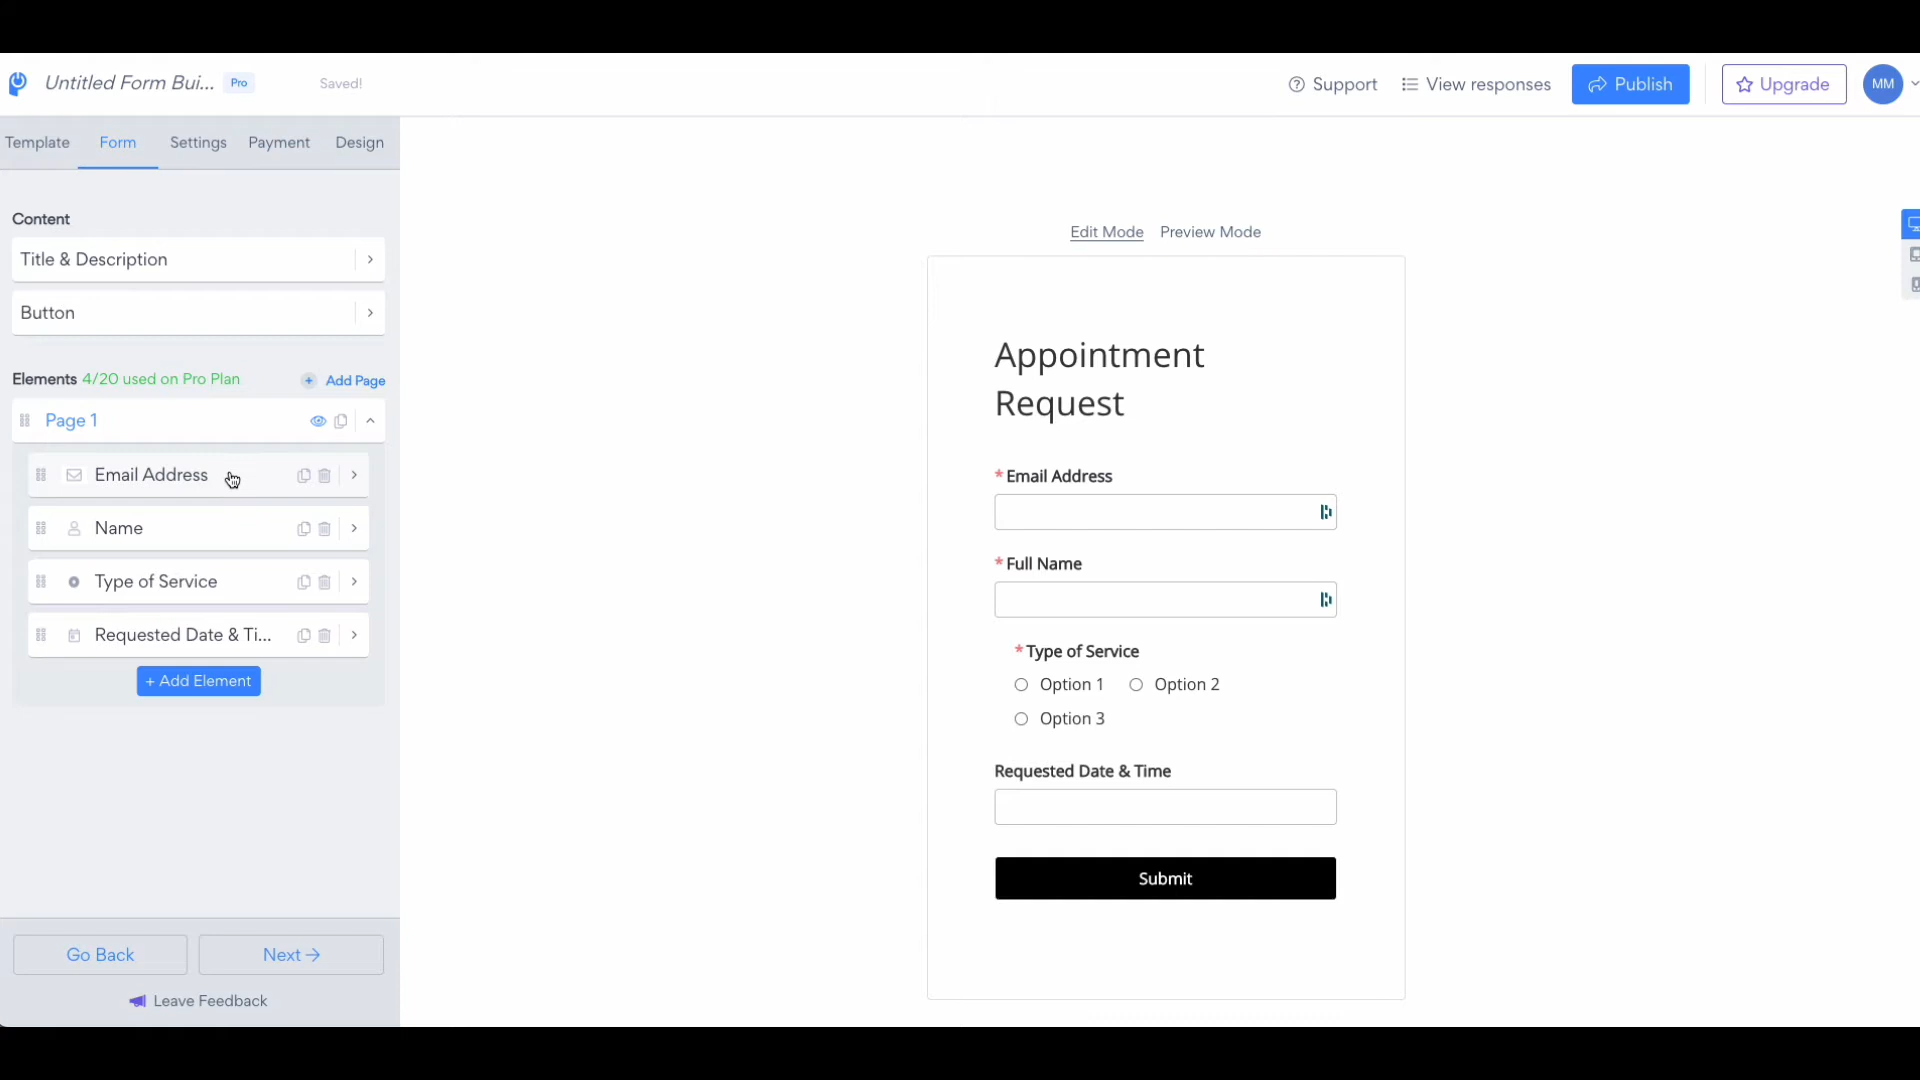 Untitled Form Bui... Pro Saved! Support View responses Publish Upgrade MM
Template Form Settings Payment Design
Content
Title & Description
Button
Elements 4/20 used on Pro Plan + Add Page
Page 1
Email Address
Name
Type of Service
Requested Date & Ti...
+ Add Element
Go Back Next →
Leave Feedback
Edit Mode Preview Mode
Appointment
Request
* Email Address
* Full Name
* Type of Service
Option 1 Option 2
Option 3
Requested Date & Time
Submit